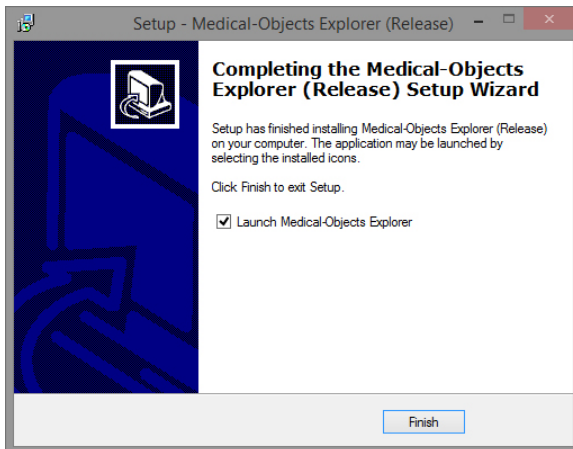 Setup - Medical-Objects Explorer (Release)
Completing the Medical-Objects
Explorer (Release) Setup Wizard
Setup has finished installing Medical-Objects Explorer (Release)
on your computer. The application may be launched by
selecting the installed icons.
Click Finish to exit Setup.
Launch Medical-Objects Explorer
Finish